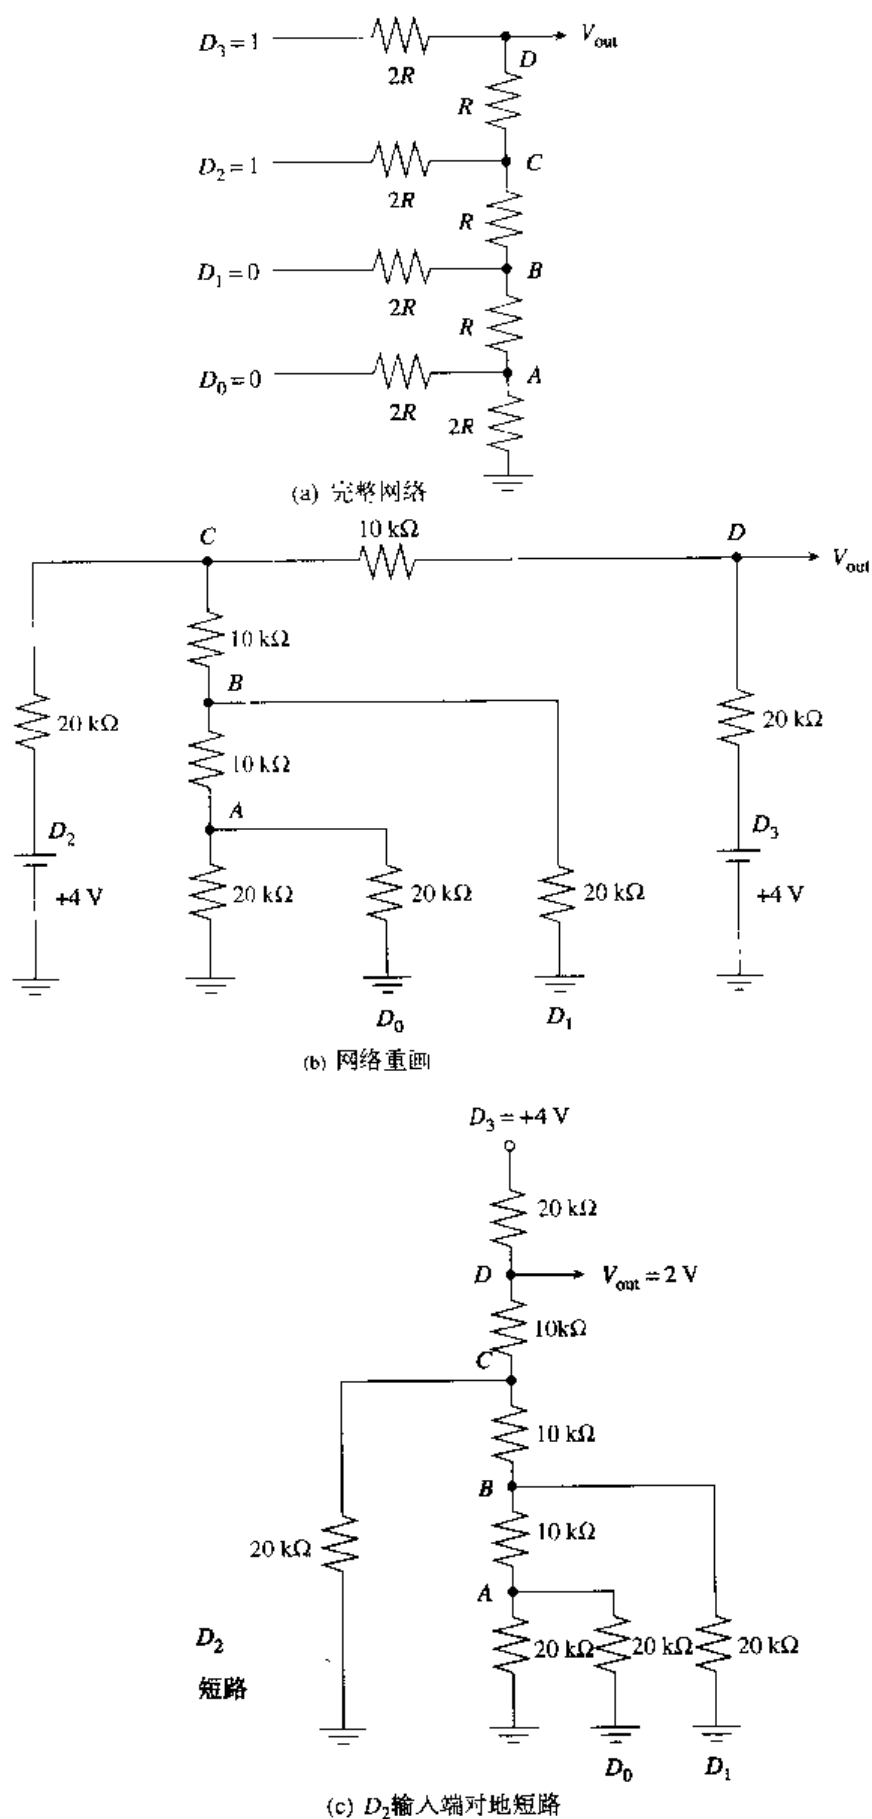 D₃ = 1
2R
V_out
D
R
D₂ = 1
2R
C
R
D₁ = 0
2R
B
R
D₀ = 0
2R
A
2R
(a) 完整网络
C
10 kΩ
D
V_out
10 kΩ
B
20 kΩ
20 kΩ
10 kΩ
D₂
A
D₃
+4 V
20 kΩ
20 kΩ
20 kΩ
+4 V
D₀
D₁
(b) 网络重画
D₃ = +4 V
20 kΩ
D
V_out = 2 V
10kΩ
C
10 kΩ
B
20 kΩ
10 kΩ
A
D₂
短路
20 kΩ
20 kΩ
20 kΩ
D₀
D₁
(c) D₂输入端对地短路